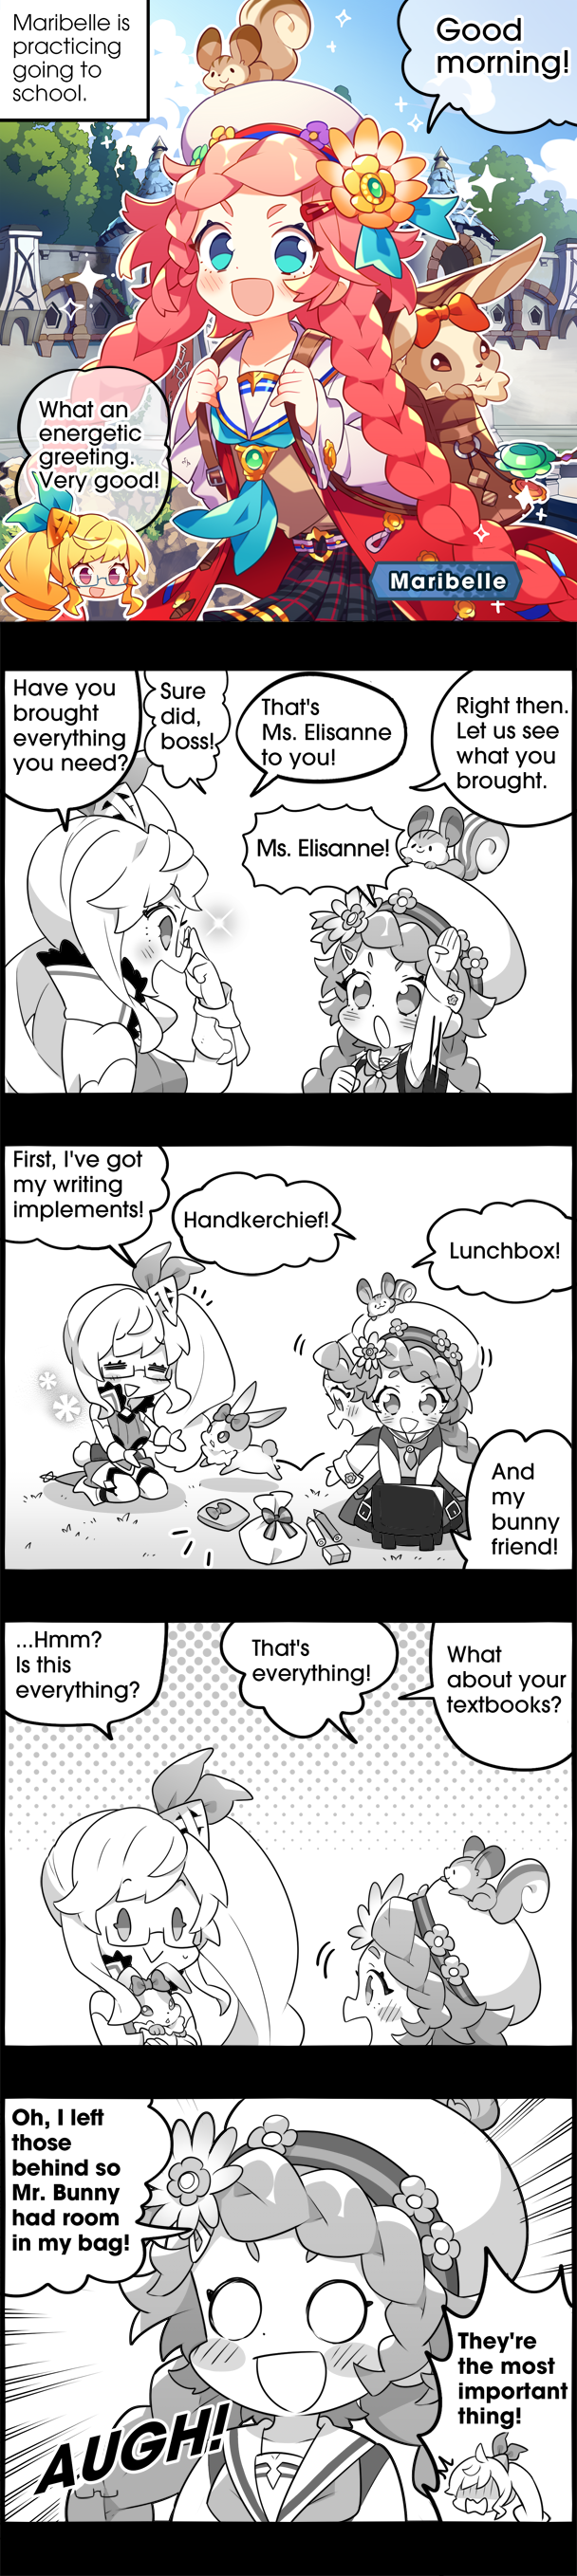 Maribelle is
practicing
going to
school.
Good
morning!
What an
energetic
greeting.
Very good!
Maribelle
Have you
brought
everything
you need?
Sure
did,
boss!
That's
Ms. Elisanne
to you!
Right then.
Let us see
what you
brought.
Ms. Elisanne!
First, I've got
my writing
implements!
Handkerchief!
Lunchbox!
And
my
bunny
friend!
...Hmm?
Is this
everything?
That's
everything!
What
about your
textbooks?
Oh, I left
those
behind so
Mr. Bunny
had room
in my bag!
They're
the most
important
thing!
AUGH!